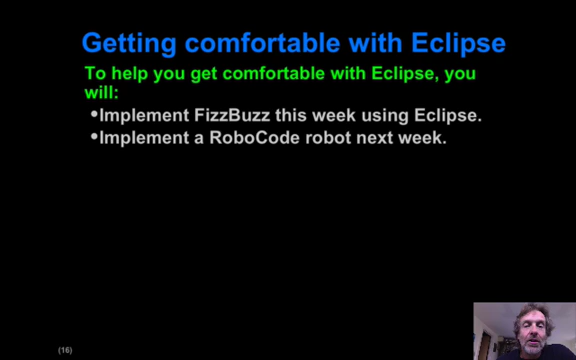 Getting comfortable with Eclipse
To help you get comfortable with Eclipse, you
will:
•Implement FizzBuzz this week using Eclipse.
•Implement a RoboCode robot next week.
(16)